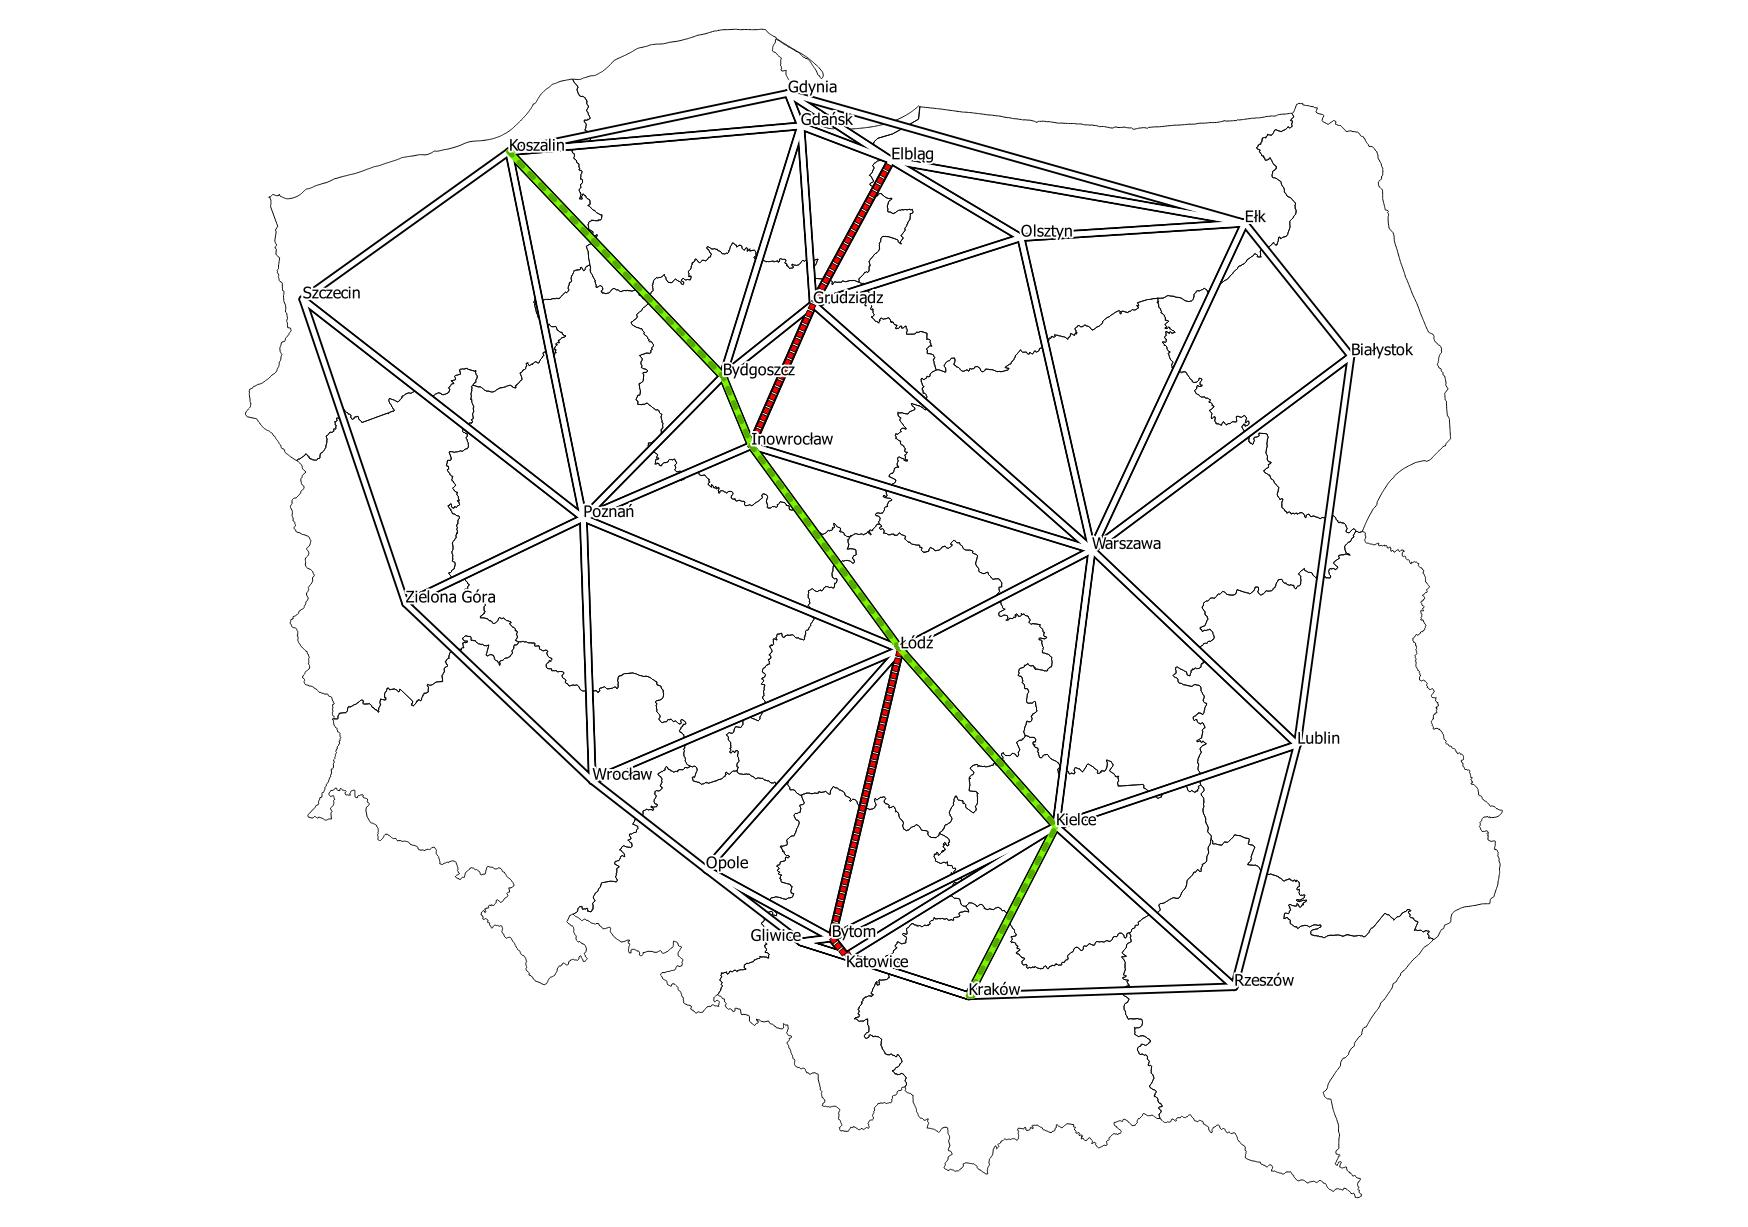 Gdynia
Gdańsk
Koszalin
Elbląg
Ełk
Olsztyn
Szczecin
Grudziądz
Białystok
Bydgoszcz
Inowrocław
Poznań
Warszawa
Zielona Góra
Łódź
Lublin
Wrocław
Kielce
Opole
Bytom
Gliwice
Katowice
Rzeszów
Kraków